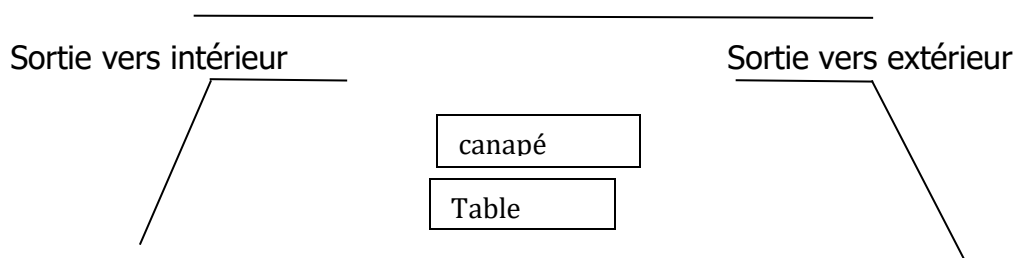 Sortie vers intérieur
Sortie vers extérieur
canapé
Table